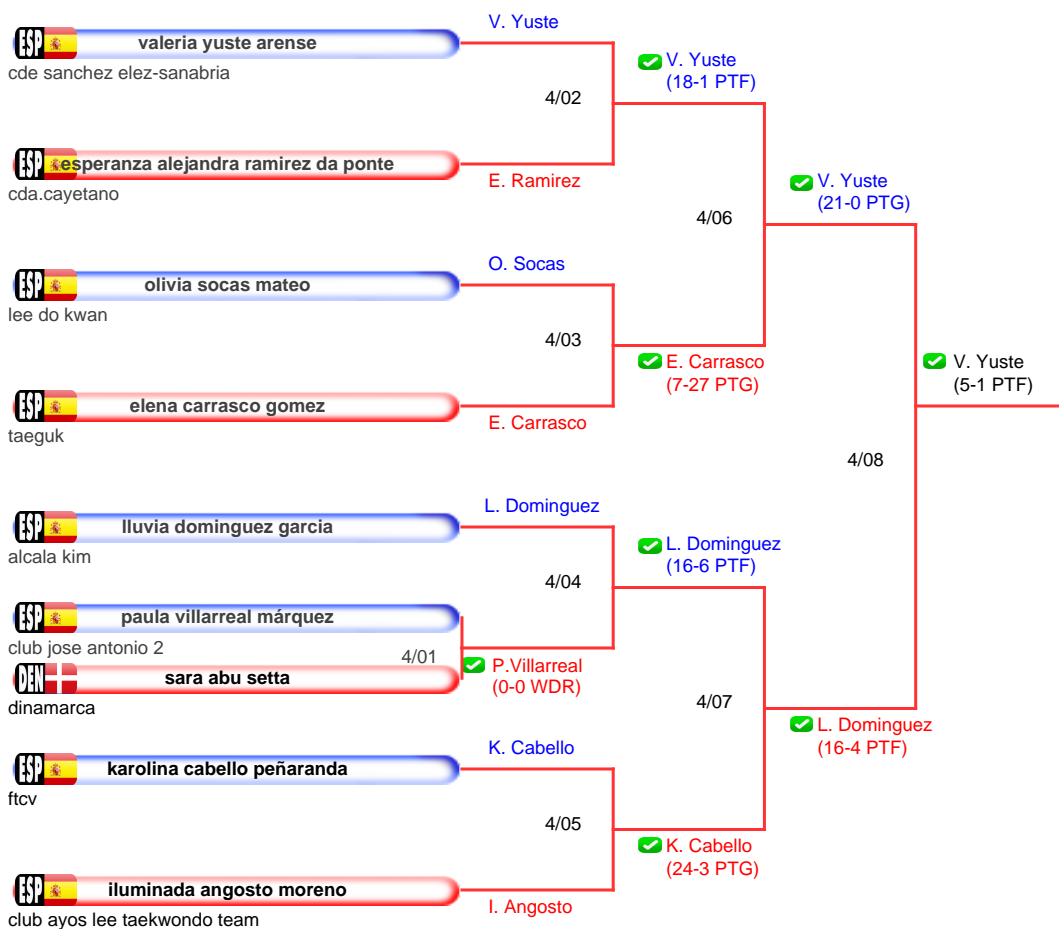 V. Yuste
ESP valeria yuste arense
cde sanchez elez-sanabria
V. Yuste
(18-1 PTF)
4/02
ESP esperanza alejandra ramirez da ponte
cda.cayetano
E. Ramirez
V. Yuste
(21-0 PTG)
4/06
O. Socas
ESP olivia socas mateo
lee do kwan
4/03
E. Carrasco
(7-27 PTG)
V. Yuste
(5-1 PTF)
ESP elena carrasco gomez
taeguk
E. Carrasco
4/08
L. Dominguez
ESP lluvia dominguez garcia
alcala kim
L. Dominguez
(16-6 PTF)
4/04
ESP paula villarreal márquez
club jose antonio 2
4/01
P.Villarreal
(0-0 WDR)
DEN sara abu setta
dinamarca
4/07
L. Dominguez
(16-4 PTF)
K. Cabello
ESP karolina cabello peñaranda
ftcv
4/05
K. Cabello
(24-3 PTG)
ESP iluminada angosto moreno
club ayos lee taekwondo team
I. Angosto